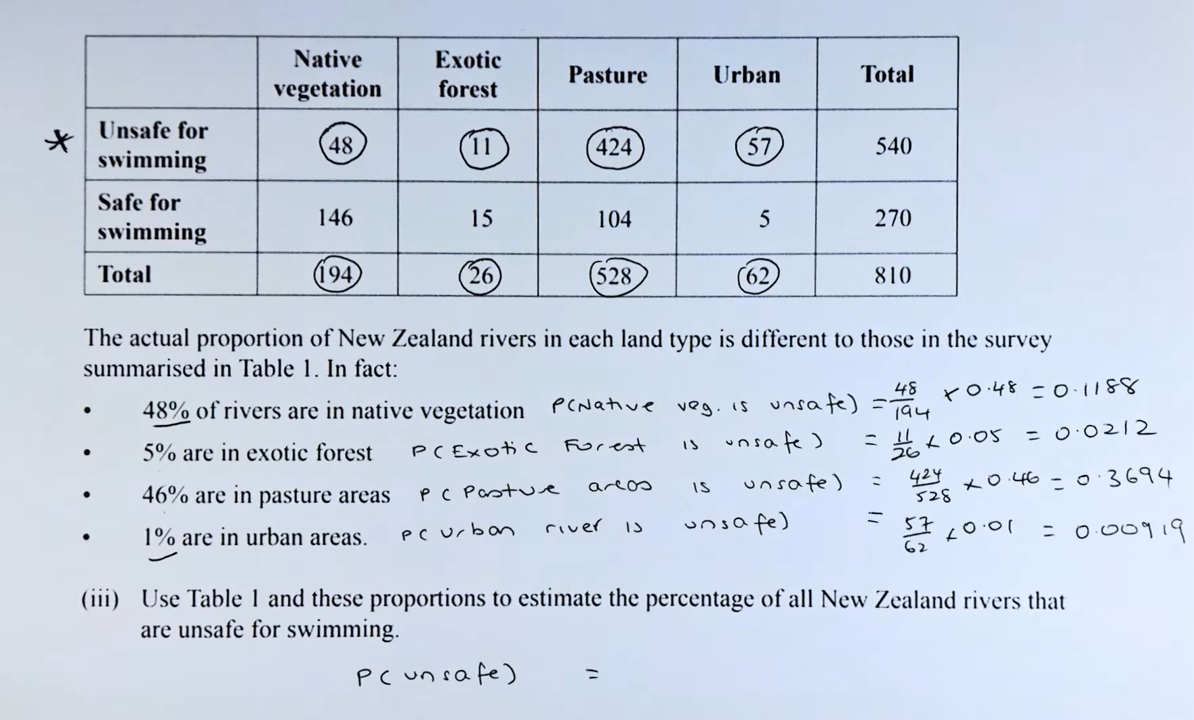 Native vegetation Exotic forest Pasture Urban Total
Unsafe for swimming 48 11 424 57 540
Safe for swimming 146 15 104 5 270
Total 194 26 528 62 810
The actual proportion of New Zealand rivers in each land type is different to those in the survey
summarised in Table 1. In fact:
• 48% of rivers are in native vegetation P(Native veg. is unsafe) = 48/194 × 0.48 = 0.1188
• 5% are in exotic forest P(Exotic Forest is unsafe) = 11/26 × 0.05 = 0.0212
• 46% are in pasture areas P(Pasture areas is unsafe) = 424/528 × 0.46 = 0.3694
• 1% are in urban areas. P(Urban river is unsafe) = 57/62 × 0.01 = 0.00919
(iii) Use Table 1 and these proportions to estimate the percentage of all New Zealand rivers that
are unsafe for swimming.
P(unsafe) =